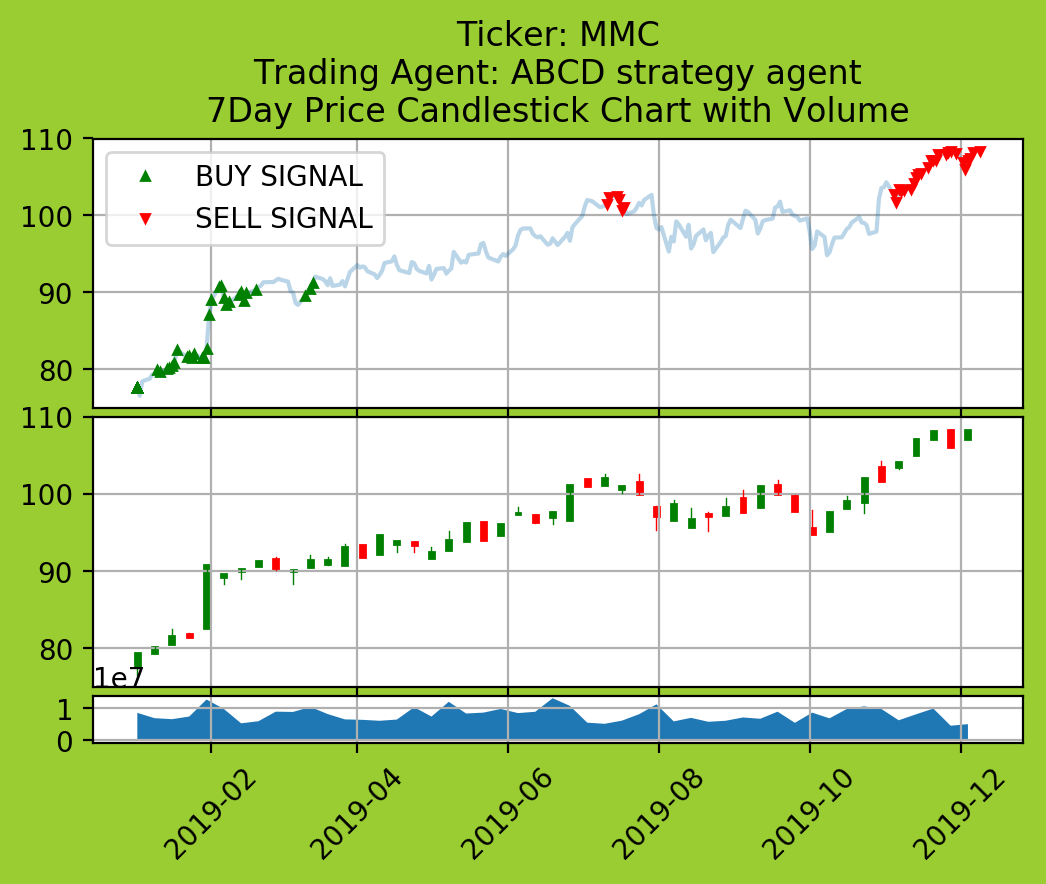 Ticker: MMC
Trading Agent: ABCD strategy agent
7Day Price Candlestick Chart with Volume
110
100
90
80
BUY SIGNAL
SELL SIGNAL
110
100
90
80
1e7
1
0
2019-02
2019-04
2019-06
2019-08
2019-10
2019-12